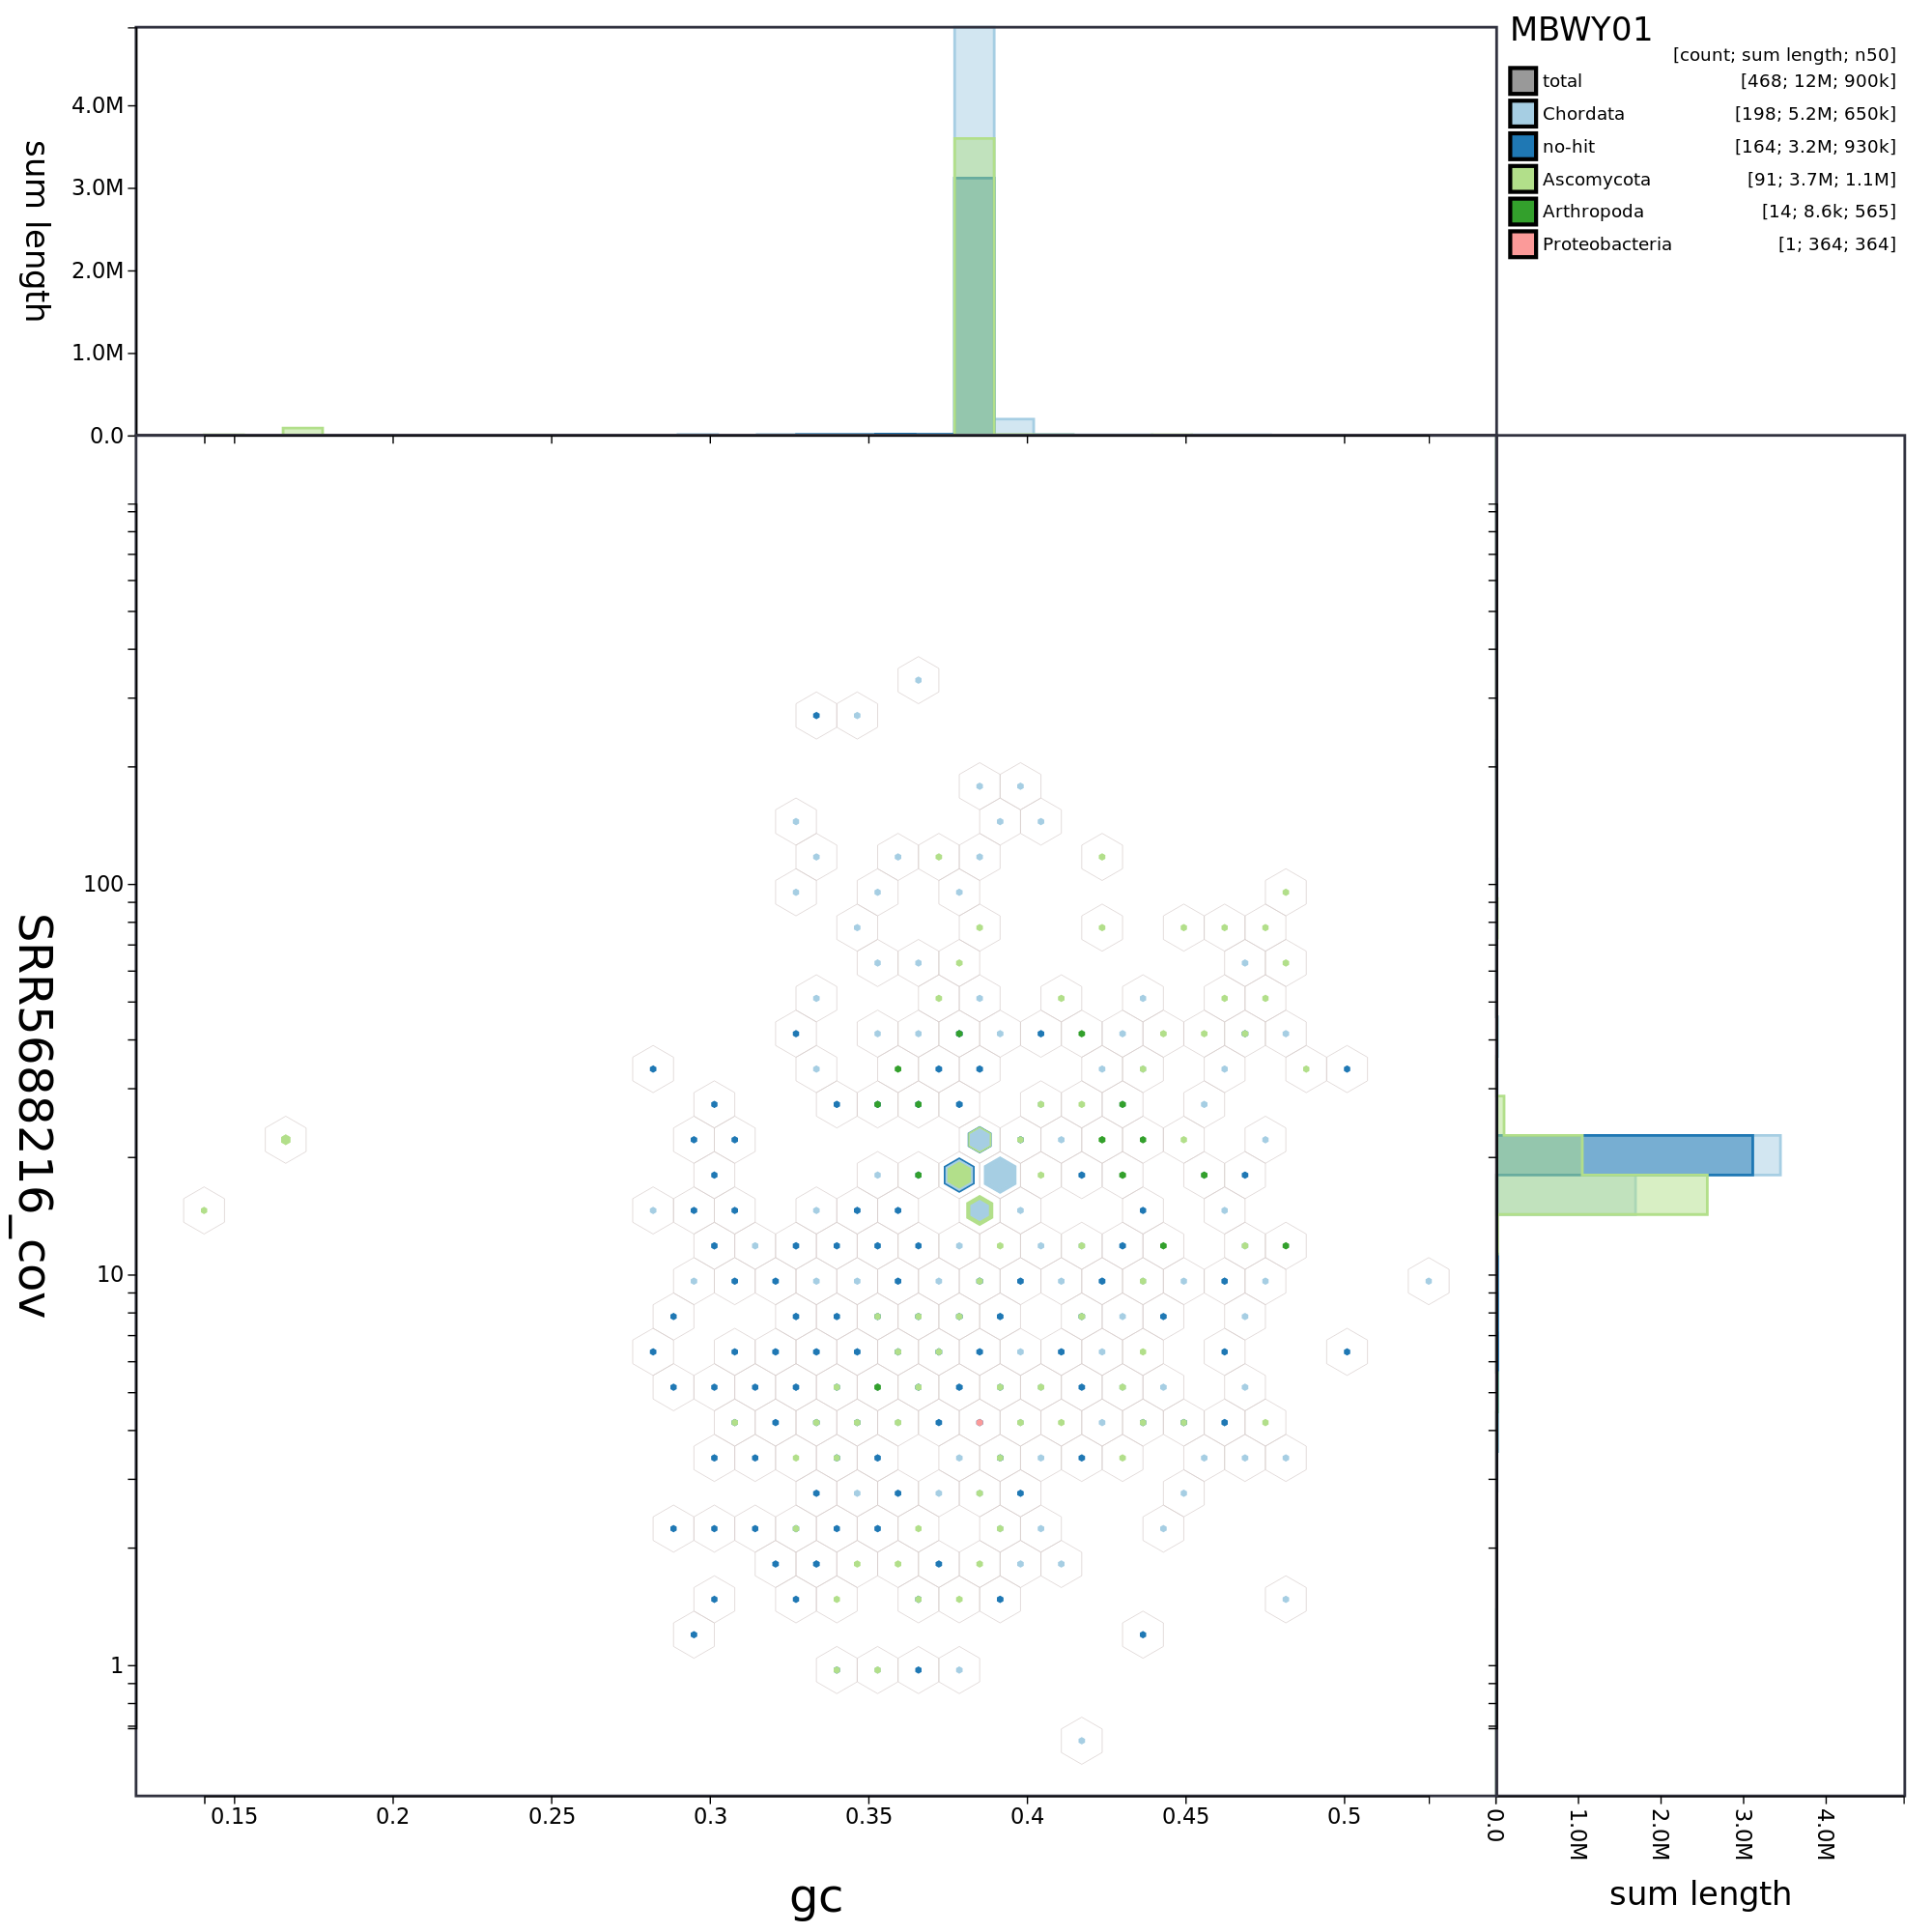 MBWY01
[count; sum length; n50]
total [468; 12M; 900k]
Chordata [198; 5.2M; 650k]
no-hit [164; 3.2M; 930k]
Ascomycota [91; 3.7M; 1.1M]
Arthropoda [14; 8.6k; 565]
Proteobacteria [1; 364; 364]
sum length
4.0M
3.0M
2.0M
1.0M
0.0
SRR5688216_cov
100
10
1
0.15 0.2 0.25 0.3 0.35 0.4 0.45 0.5
gc
0.0 1.0M 2.0M 3.0M 4.0M
sum length